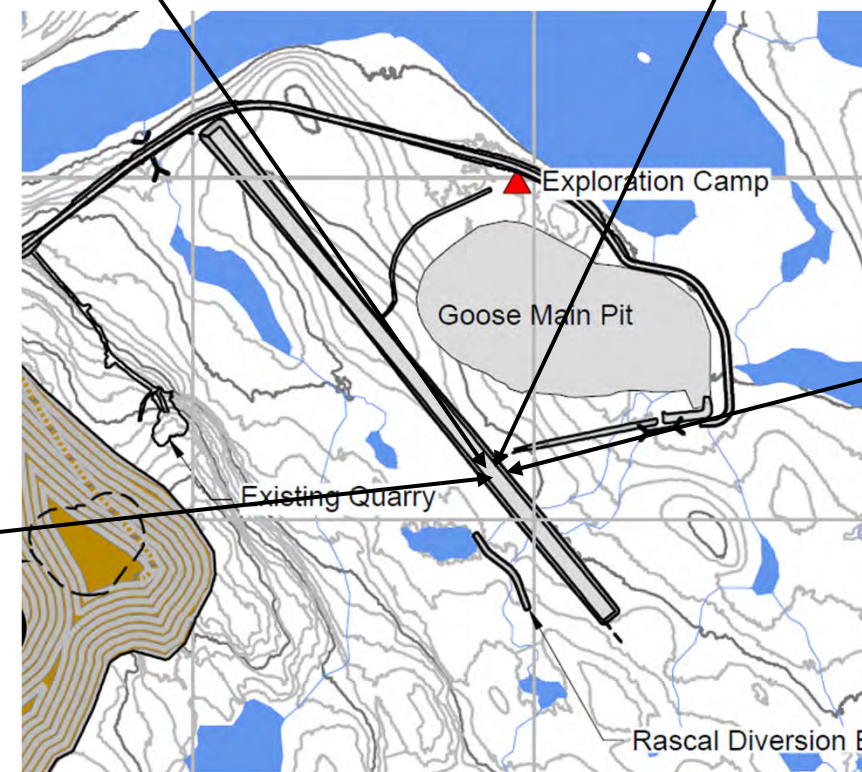 Exploration Camp
Goose Main Pit
Existing Quarry
Rascal Diversion